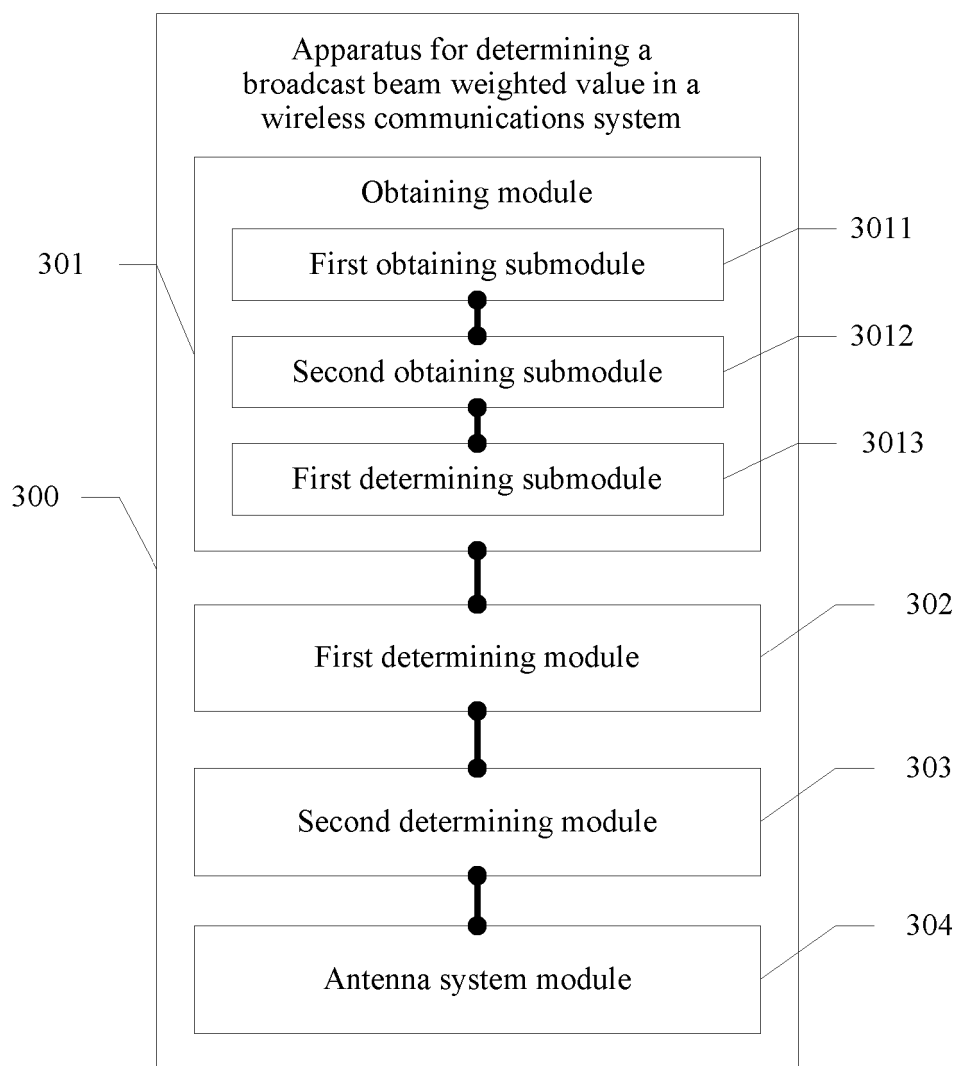 Apparatus for determining a
broadcast beam weighted value in a
wireless communications system
Obtaining module
3011
First obtaining submodule
301
3012
Second obtaining submodule
3013
First determining submodule
300
302
First determining module
303
Second determining module
304
Antenna system module